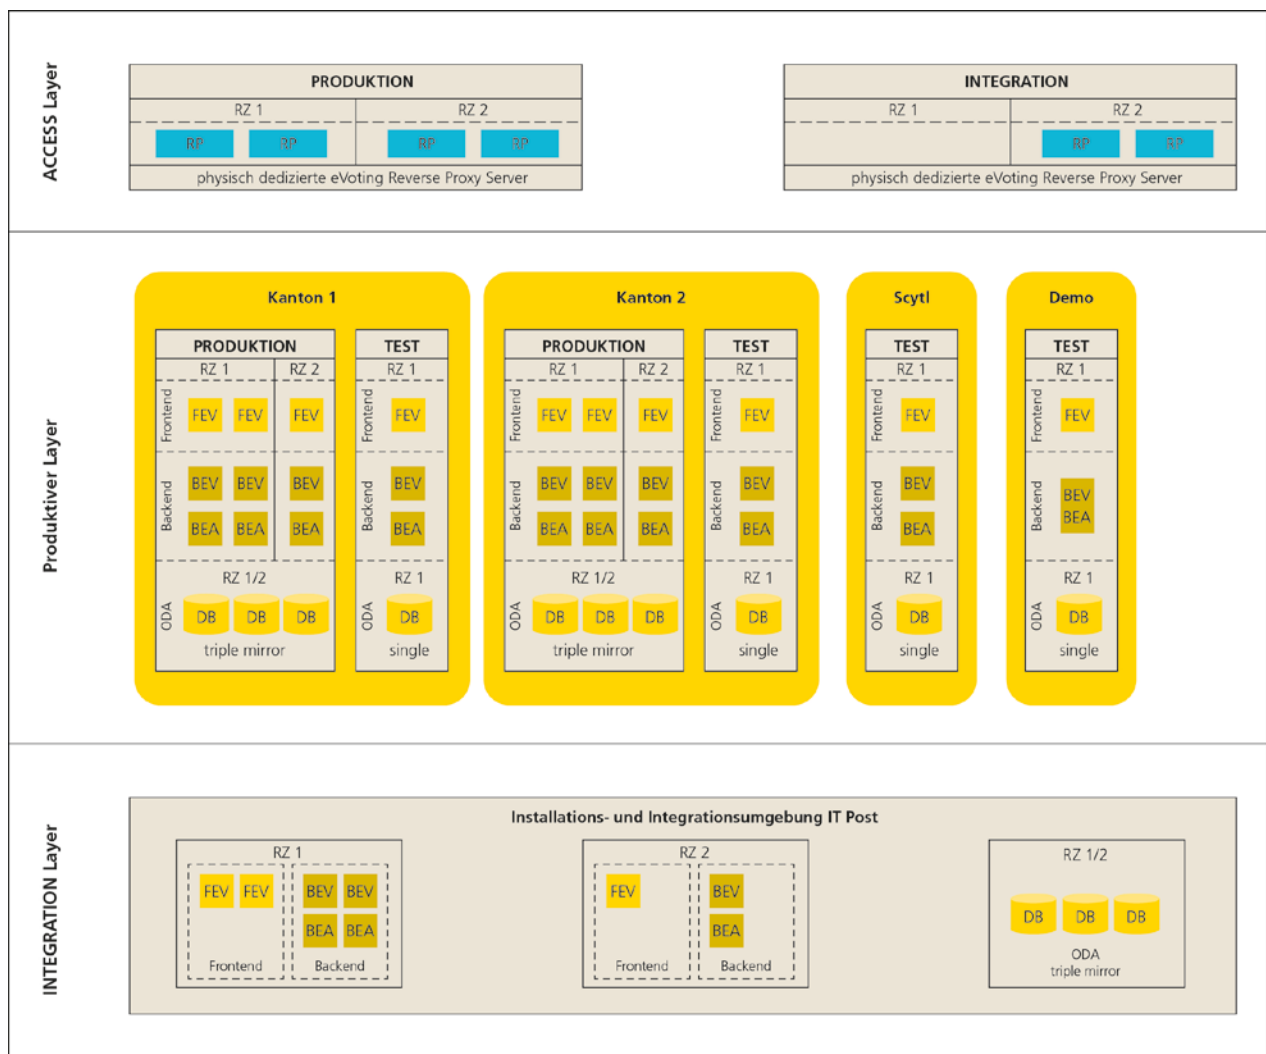 ACCESS Layer
PRODUKTION
RZ 1 RZ 2
RP RP RP RP
physisch dedizierte eVoting Reverse Proxy Server
INTEGRATION
RZ 1 RZ 2
RP RP
physisch dedizierte eVoting Reverse Proxy Server
Produktiver Layer
Kanton 1
PRODUKTION
RZ 1 RZ 2
Frontend
FEV FEV FEV
Backend
BEV BEV BEV
BEA BEA BEA
RZ 1/2
ODA
DB DB DB
triple mirror
TEST
RZ 1
Frontend
FEV
Backend
BEV
BEA
RZ 1
ODA
DB
single
Kanton 2
PRODUKTION
RZ 1 RZ 2
Frontend
FEV FEV FEV
Backend
BEV BEV BEV
BEA BEA BEA
RZ 1/2
ODA
DB DB DB
triple mirror
TEST
RZ 1
Frontend
FEV
Backend
BEV
BEA
RZ 1
ODA
DB
single
Scytl
TEST
RZ 1
Frontend
FEV
Backend
BEV
BEA
RZ 1
ODA
DB
single
Demo
TEST
RZ 1
Frontend
FEV
Backend
BEV
BEA
RZ 1
ODA
DB
single
INTEGRATION Layer
Installations- und Integrationsumgebung IT Post
RZ 1
FEV FEV
Frontend
BEV BEV
BEA BEA
Backend
RZ 2
FEV
Frontend
BEV
BEA
Backend
RZ 1/2
DB DB DB
ODA
triple mirror